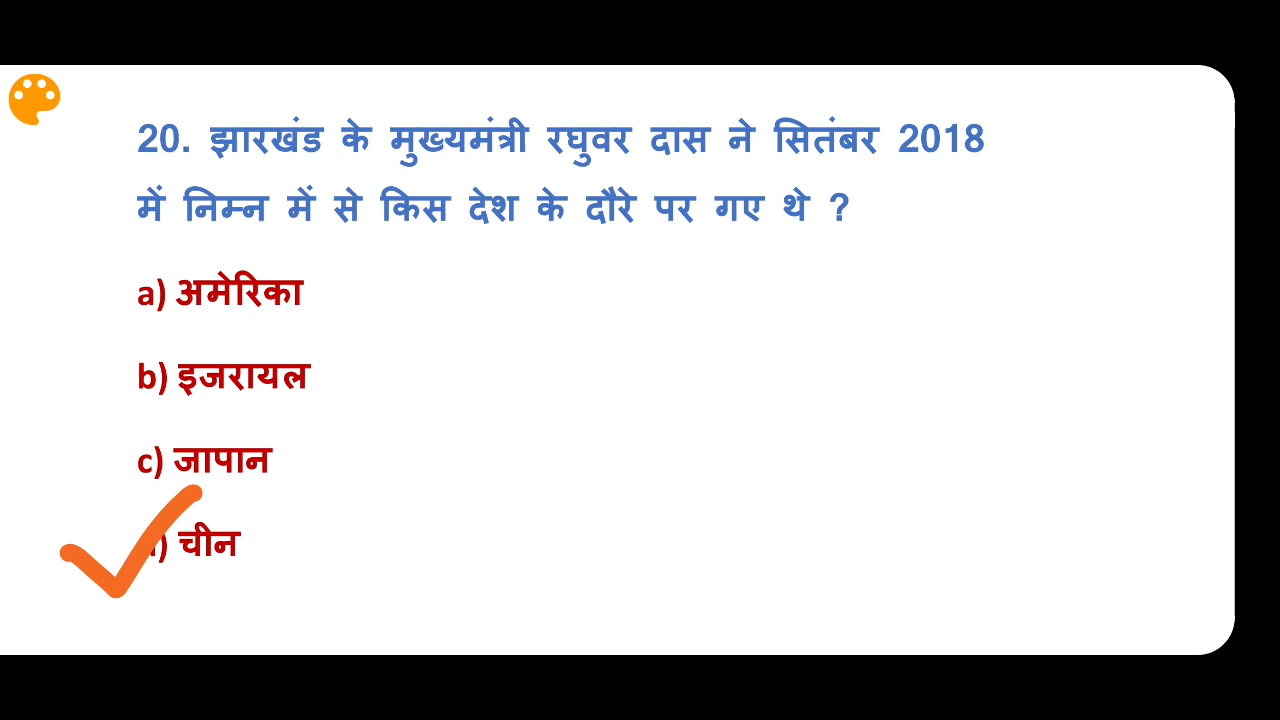 20. झारखंड के मुख्यमंत्री रघुवर दास ने सितंबर 2018
में निम्न में से किस देश के दौरे पर गए थे ?
a) अमेरिका
b) इजरायल
c) जापान
) चीन